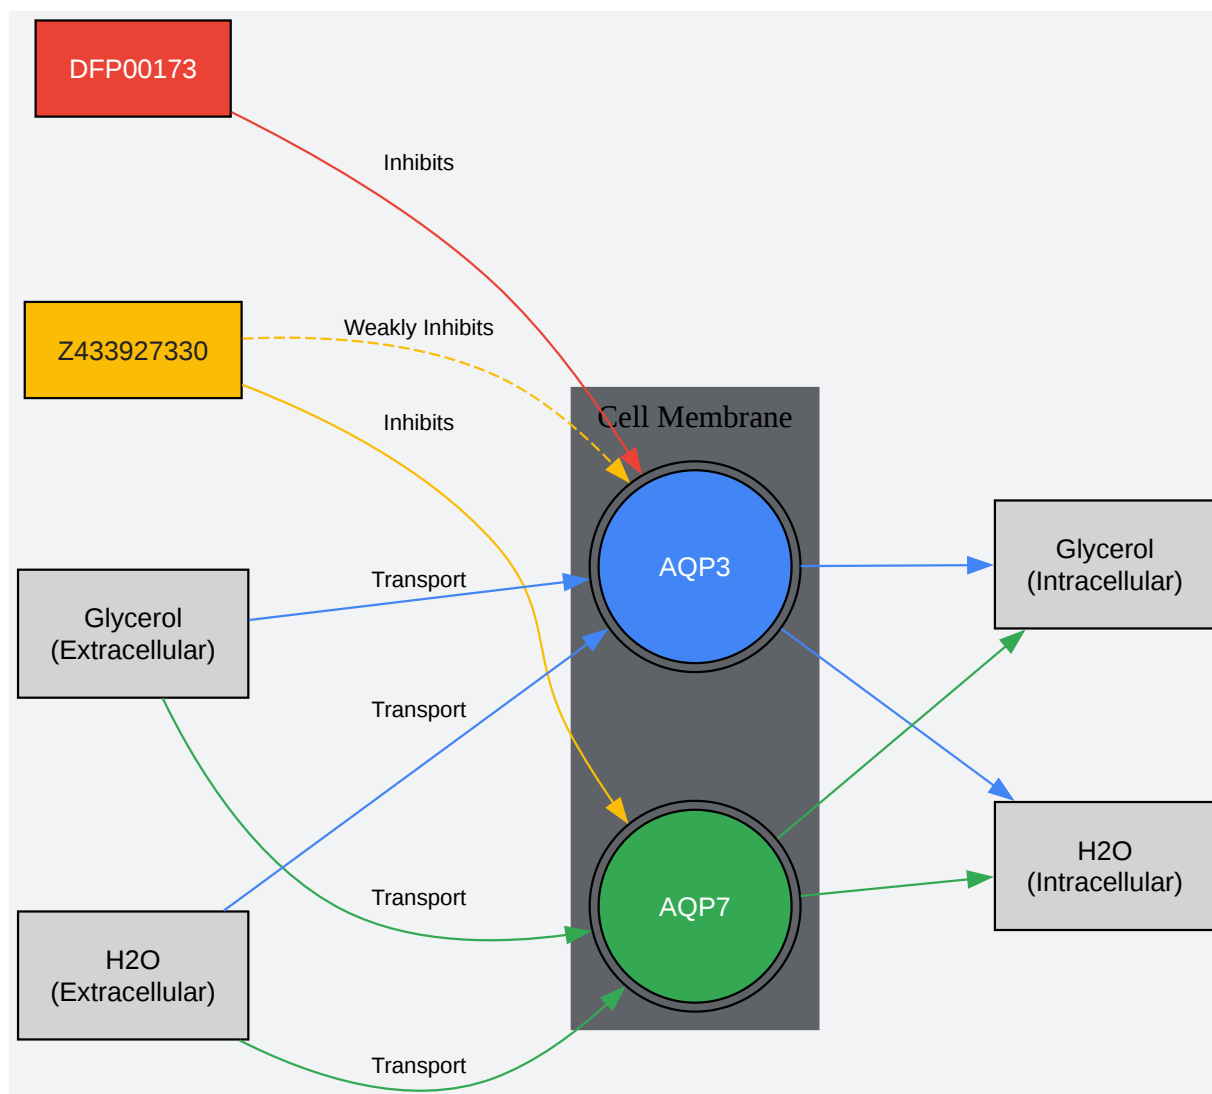 DFP00173
Inhibits
Z433927330
Weakly Inhibits
Inhibits
Cell Membrane
AQP3
Glycerol
(Intracellular)
Transport
Glycerol
(Extracellular)
Transport
H2O
(Intracellular)
Transport
AQP7
H2O
(Extracellular)
Transport